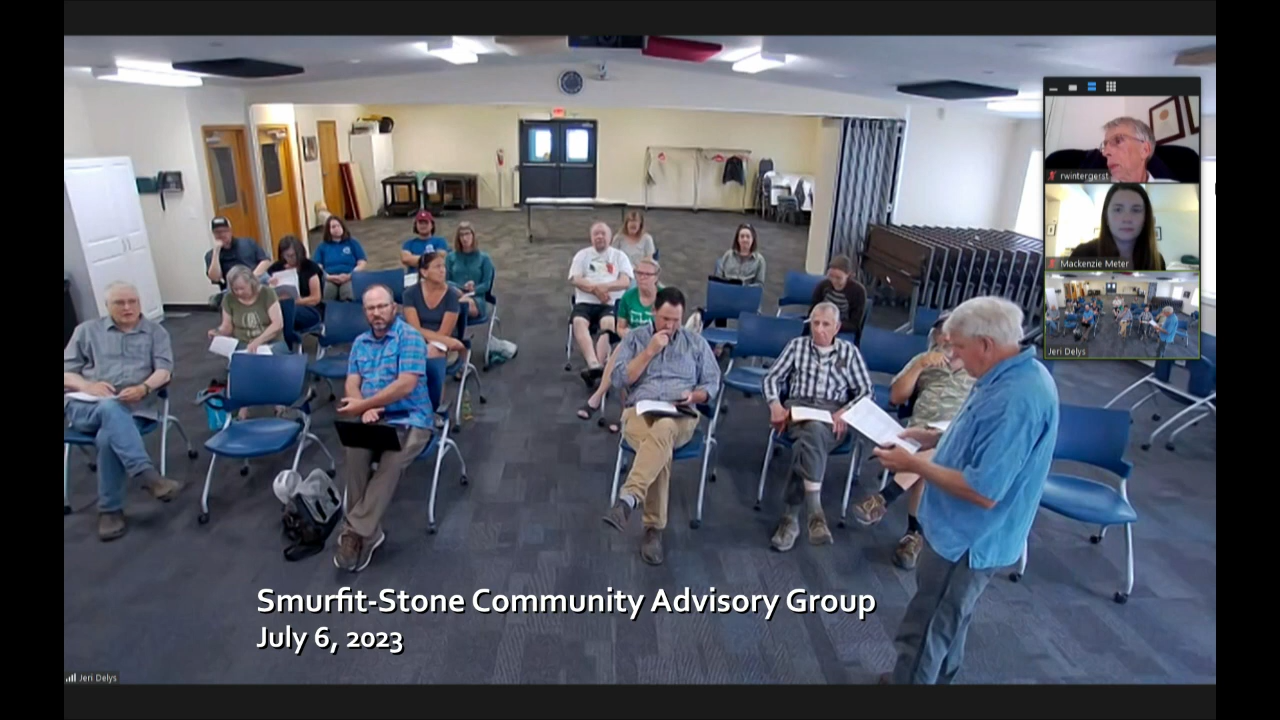 rwintergerst
Mackenzie Meter
Jeri Delys
Smurfit-Stone Community Advisory Group
July 6, 2023
Jeri Delys